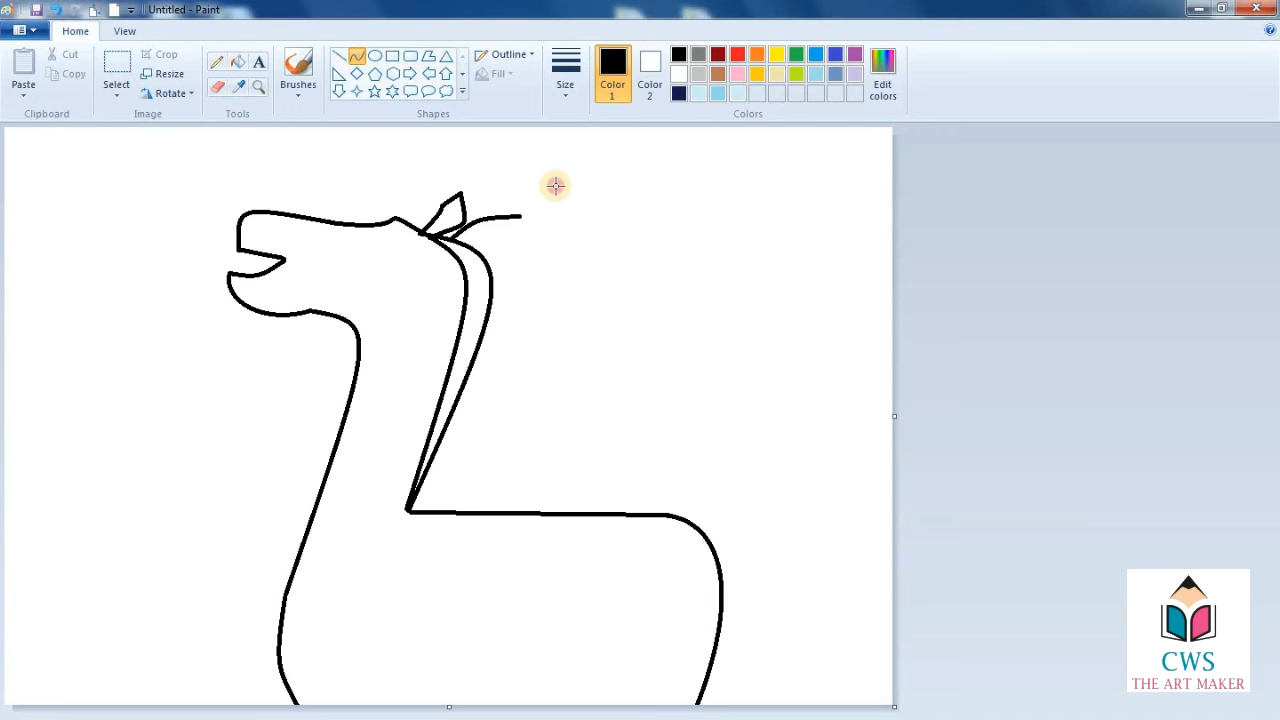 Untitled - Paint
Home
View
Paste
Cut
Copy
Clipboard
Select
Crop
Resize
Rotate
Image
A
Tools
Brushes
Shapes
Outline
Fill
Size
Color
1
Color
2
Edit
colors
Colors
CWS
THE ART MAKER